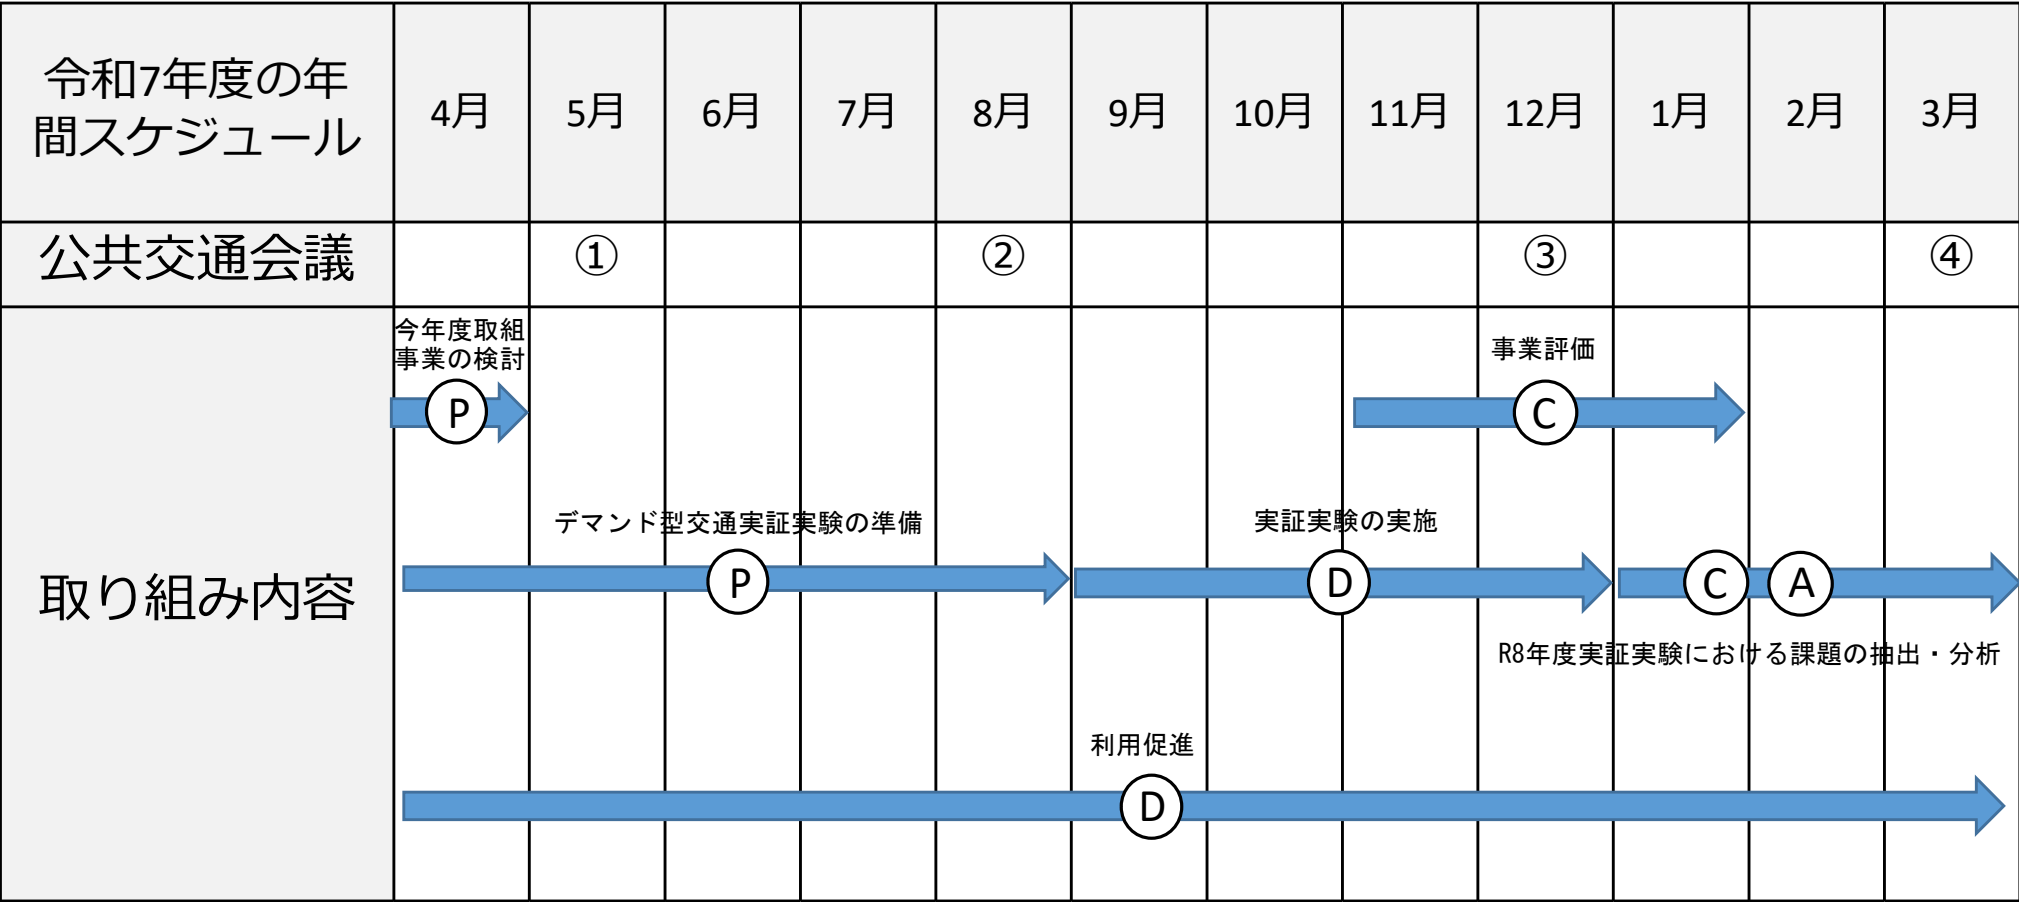 令和7年度の年
間スケジュール
4月
5月
6月
7月
8月
9月
10月
11月
12月
1月
2月
3月
公共交通会議
①
②
③
④
取り組み内容
今年度取組
事業の検討
P
事業評価
C
デマンド型交通実証実験の準備
P
実証実験の実施
D
C
A
R8年度実証実験における課題の抽出・分析
利用促進
D